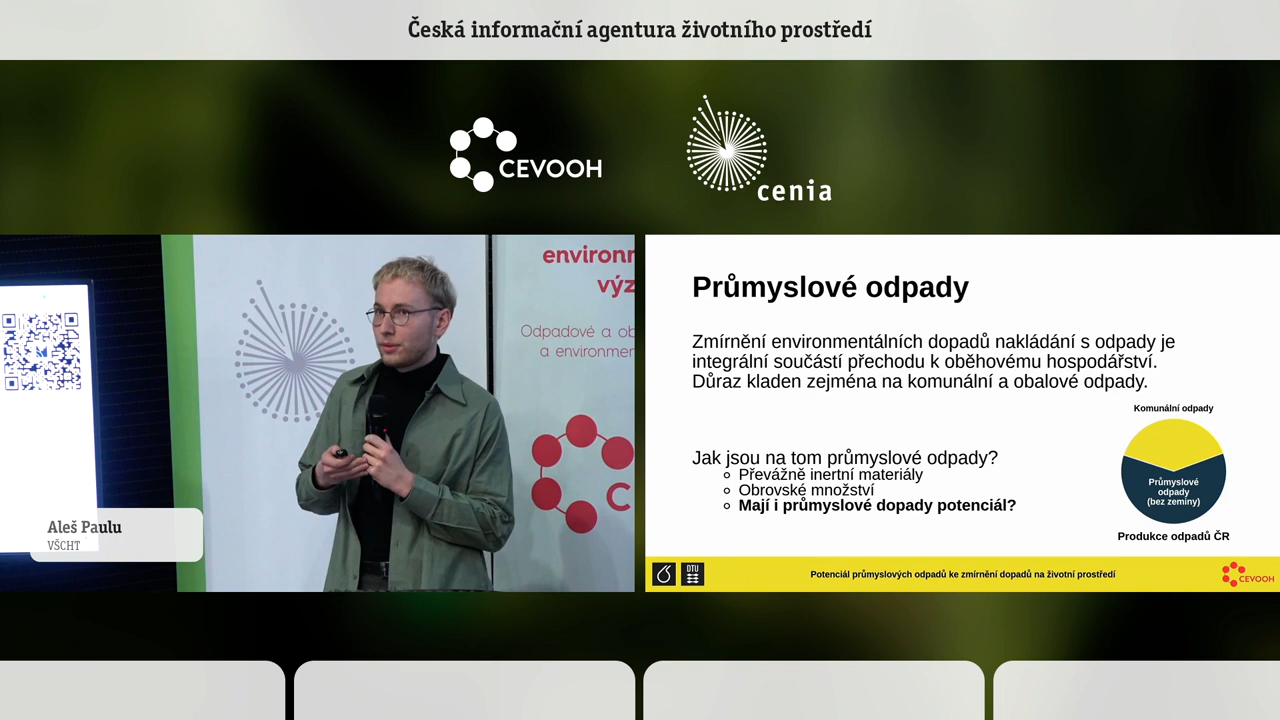 Česká informační agentura životního prostředí
CEVOOH
cenia
environ
výz
Odpadové a ob
a environmen
C
Aleš Paulu
VŠCHT
Průmyslové odpady
Zmírnění environmentálních dopadů nakládání s odpady je
integrální součástí přechodu k oběhovému hospodářství.
Důraz kladen zejména na komunální a obalové odpady.
Komunální odpady
Jak jsou na tom průmyslové odpady?
Převážně inertní materiály
Obrovské množství
Mají i průmyslové dopady potenciál?
Průmyslové
odpady
(bez zeminy)
Produkce odpadů ČR
DTU
Potenciál průmyslových odpadů ke zmírnění dopadů na životní prostředí
CEVOOH